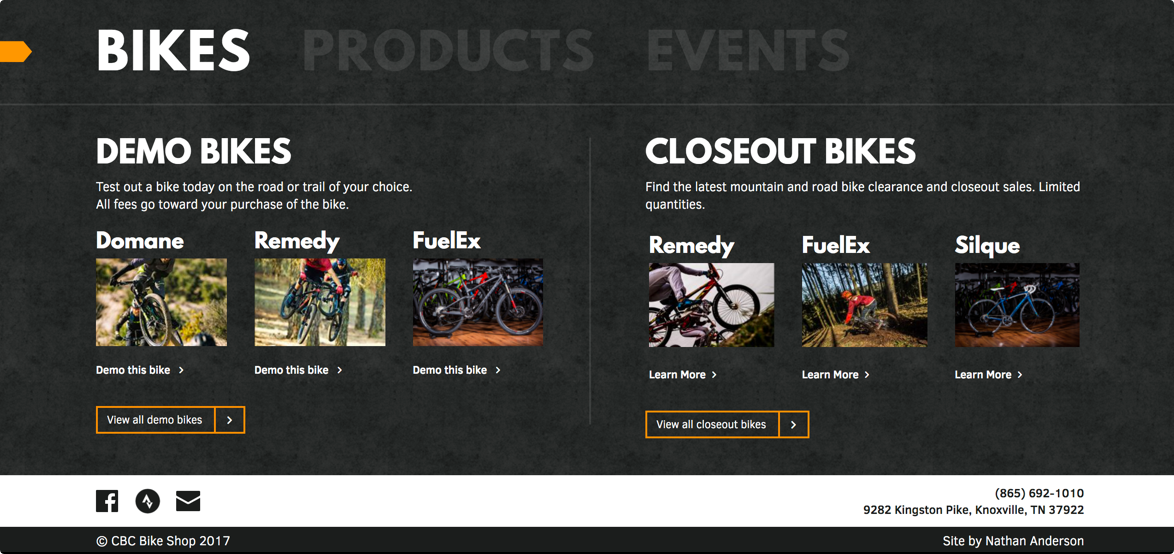 BIKES PRODUCTS EVENTS
DEMO BIKES
Test out a bike today on the road or trail of your choice.
All fees go toward your purchase of the bike.
Domane Remedy FuelEx
Demo this bike > Demo this bike > Demo this bike >
View all demo bikes >
CLOSEOUT BIKES
Find the latest mountain and road bike clearance and closeout sales. Limited
quantities.
Remedy FuelEx Silque
Learn More > Learn More > Learn More >
View all closeout bikes >
(865) 692-1010
9282 Kingston Pike, Knoxville, TN 37922
© CBC Bike Shop 2017
Site by Nathan Anderson